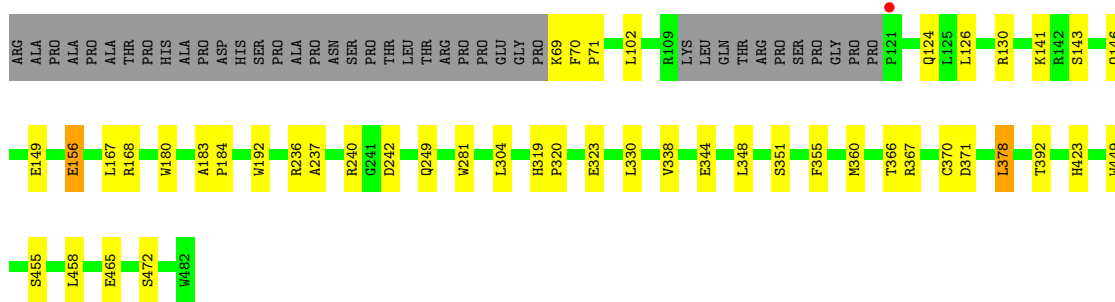 ARG ALA PRO ALA PRO ALA THR PRO HIS ALA PRO ASP HIS SER PRO ALA PRO ASN SER PRO THR LEU THR ARG PRO PRO GLU GLY PRO K69 F70 P71 L102 R109 LYS LEU GLN THR ARG PRO SER PRO GLY PRO PRO P121 Q124 L125 L126 R130 K141 R142 S143 Q146
E149 E156 L167 R168 W180 A183 P184 W192 R236 A237 R240 G241 D242 Q249 W281 L304 H319 P320 E323 L330 V338 E344 L348 S351 F355 M360 T366 R367 C370 D371 L378 T392 H423 W449
S455 L458 E465 S472 W482